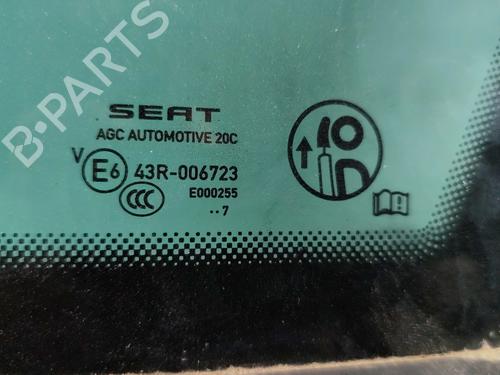 SEAT
AGC AUTOMOTIVE 20C
V E6 43R-006723
E000255
CCC
..7
B-PARTS